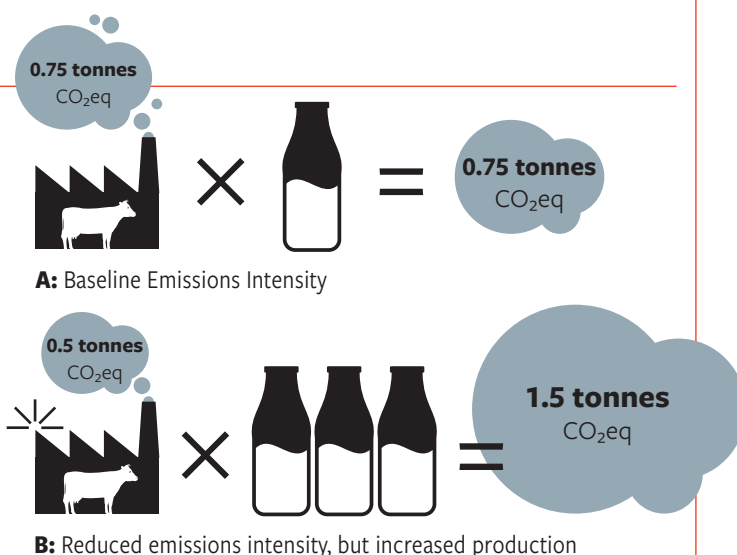 0.75 tonnes
CO₂eq
0.75 tonnes
CO₂eq
A: Baseline Emissions Intensity
0.5 tonnes
CO₂eq
1.5 tonnes
CO₂eq
B: Reduced emissions intensity, but increased production